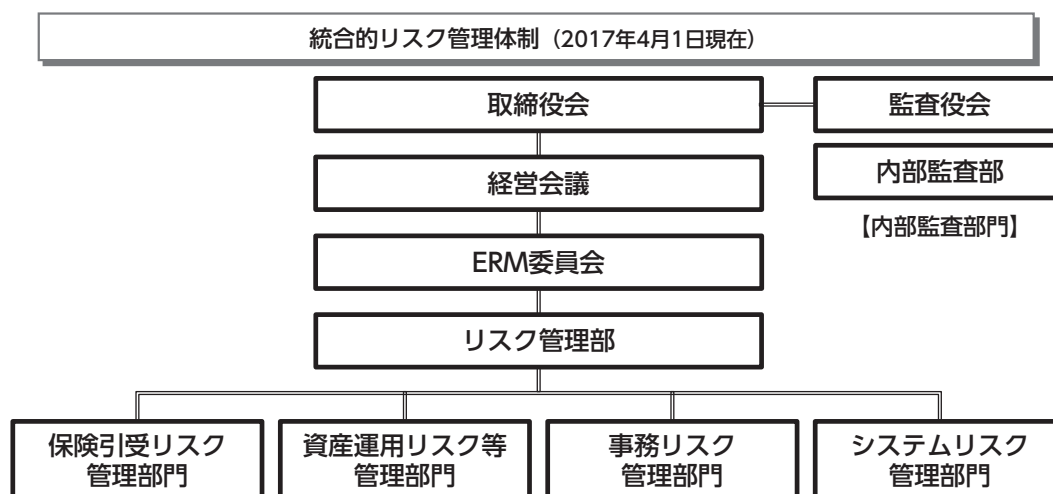 統合的リスク管理体制（2017年4月1日現在）
取締役会
監査役会
経営会議
内部監査部
【内部監査部門】
ERM委員会
リスク管理部
保険引受リスク
管理部門
資産運用リスク等
管理部門
事務リスク
管理部門
システムリスク
管理部門